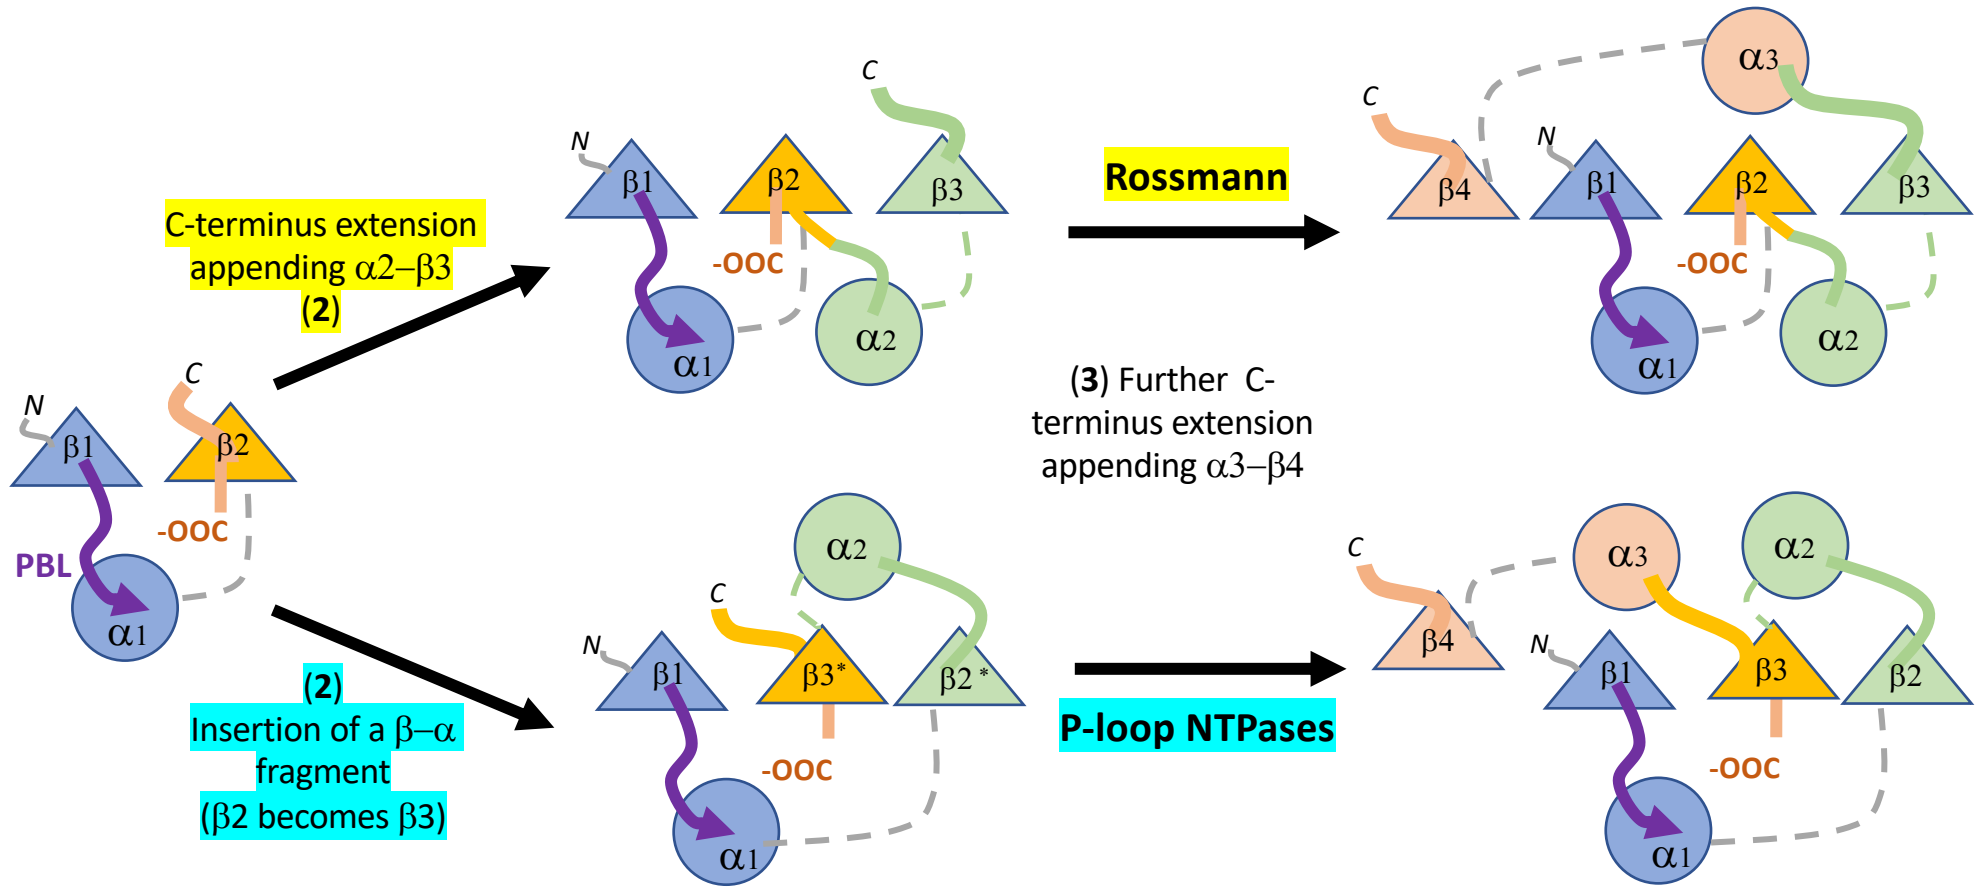 C-terminus extension
appending α2–β3
(2)
N
β1
C
β2
-OOC
PBL
α1
(2)
Insertion of a β–α
fragment
(β2 becomes β3)
N
β1
β2
C
β3
-OOC
α1
α2
N
β1
C
β3*
α2
β2*
-OOC
α1
Rossmann
(3) Further C-
terminus extension
appending α3–β4
P-loop NTPases
C
β4
N
β1
β2
α3
β3
-OOC
α1
α2
C
β4
N
β1
α3
β3
α2
β2
-OOC
α1